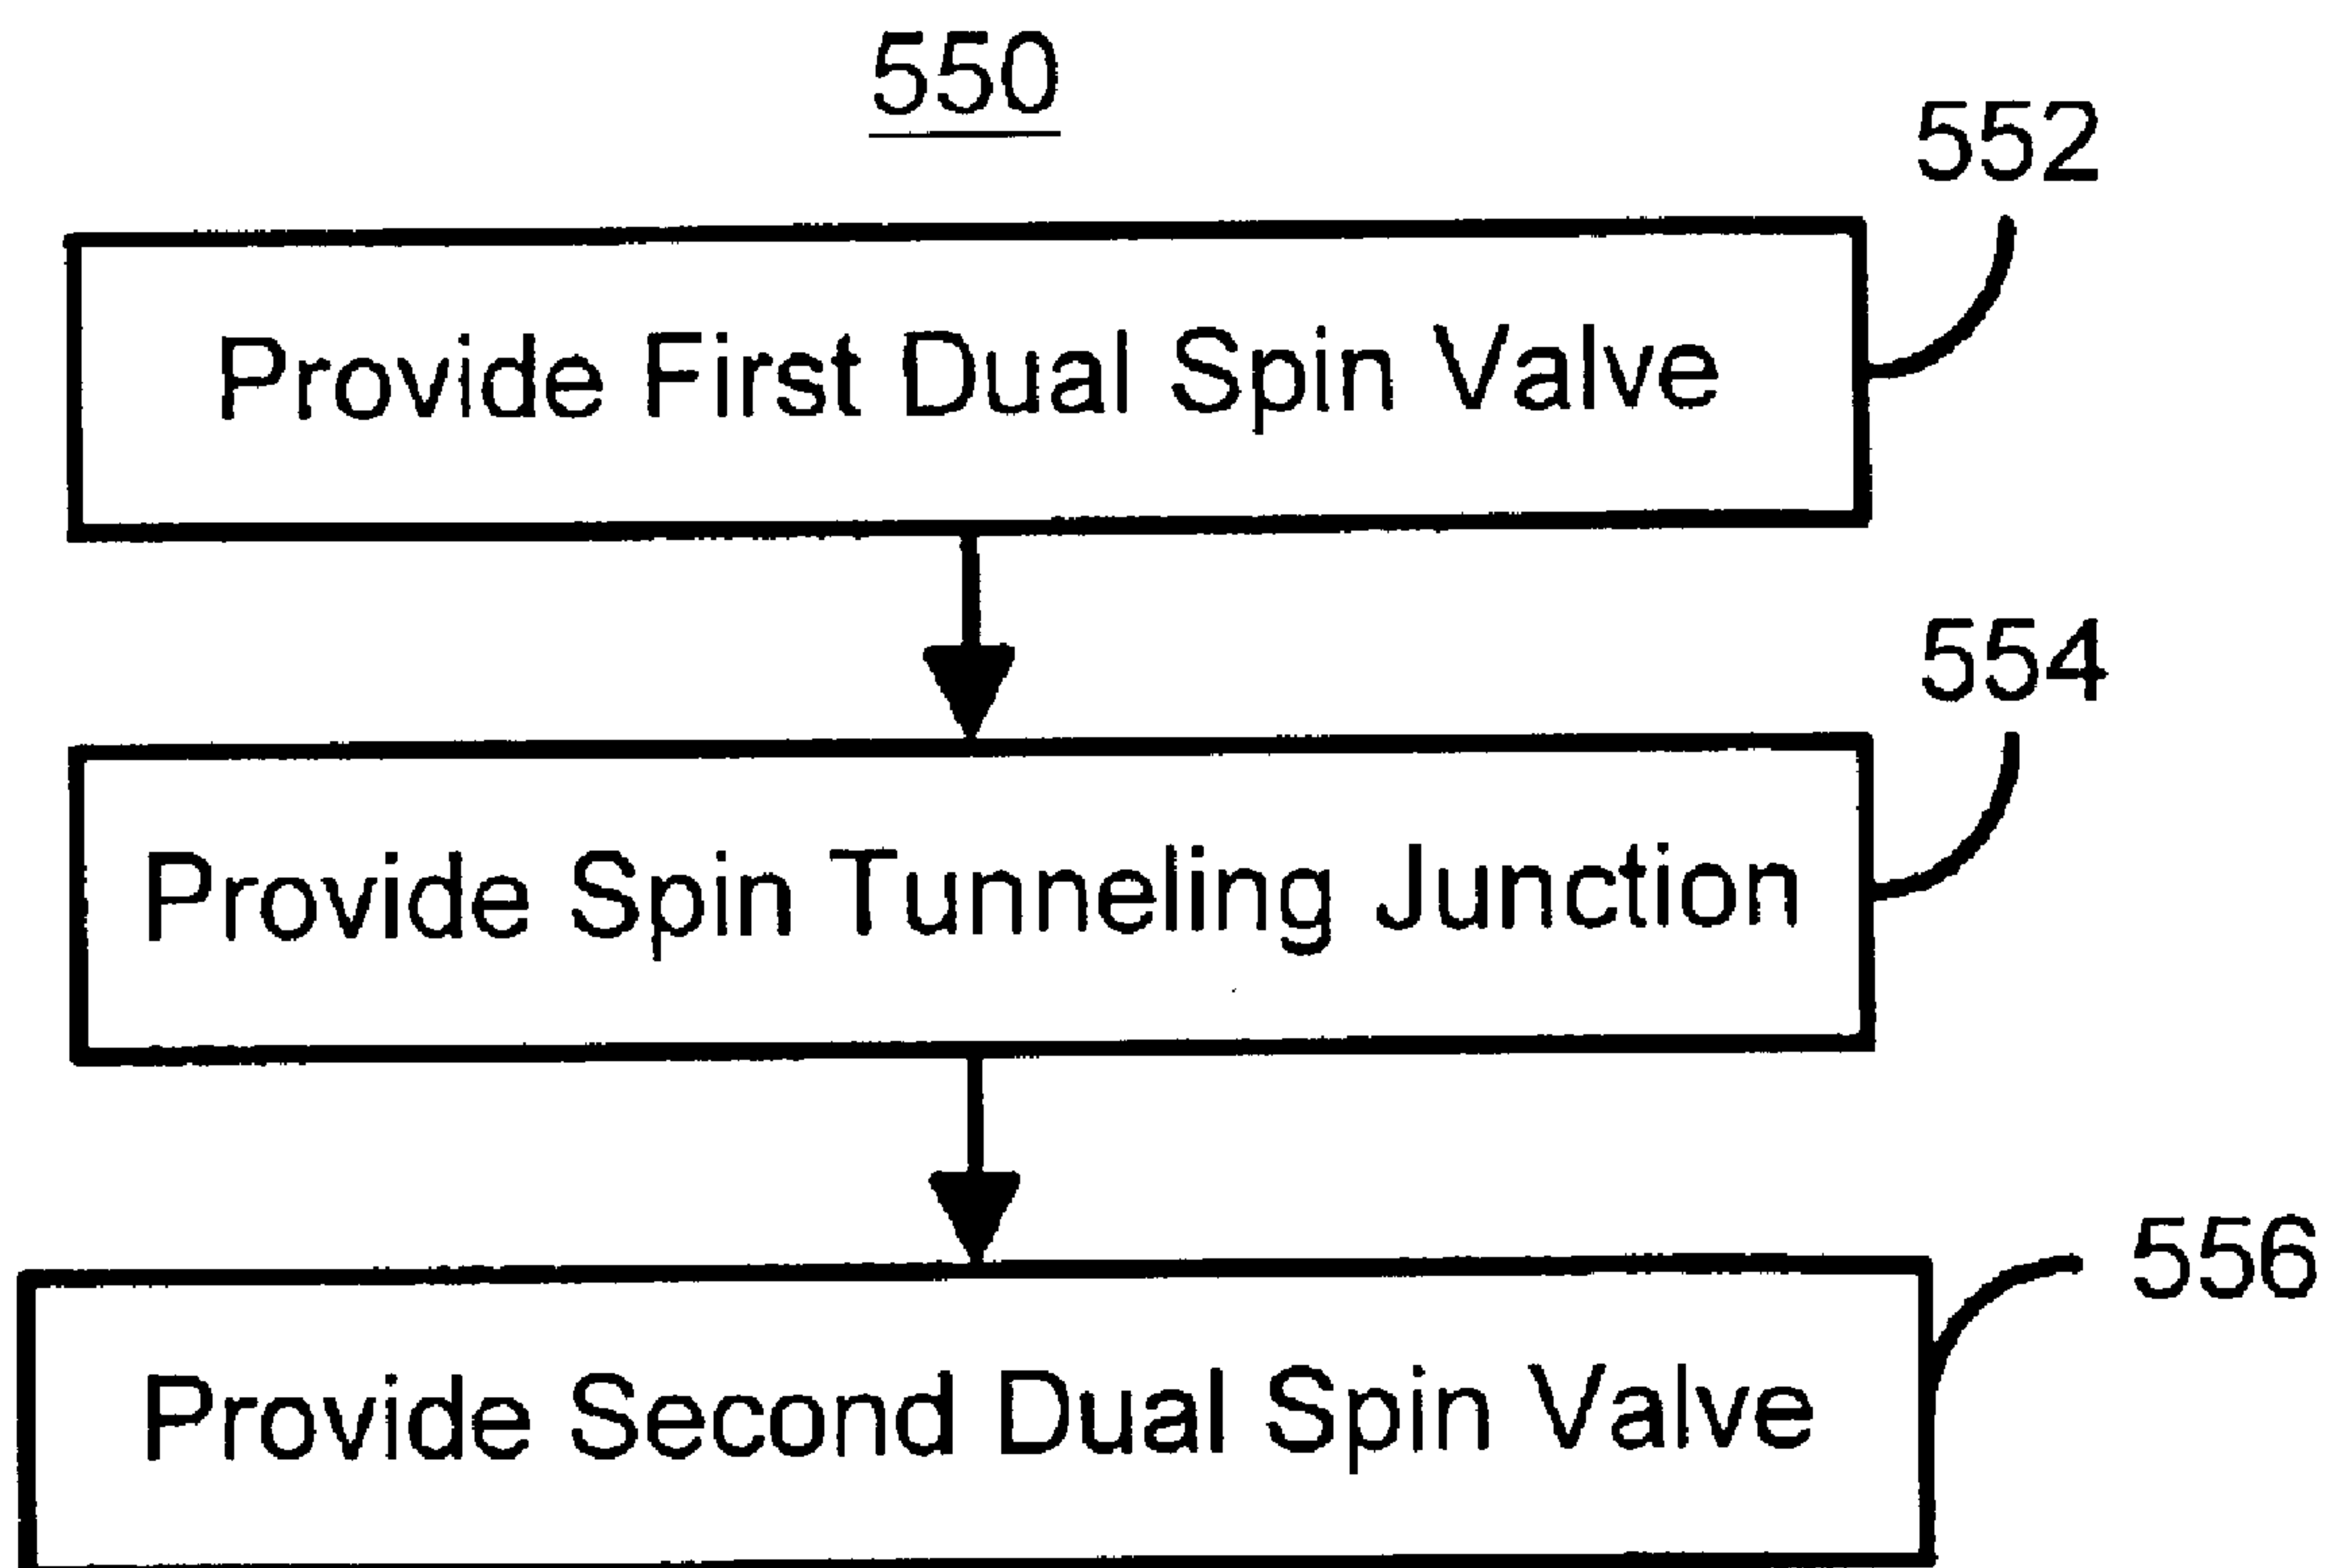 550
552
Provide First Dual Spin Valve
554
Provide Spin Tunneling Junction
556
Provide Second Dual Spin Valve